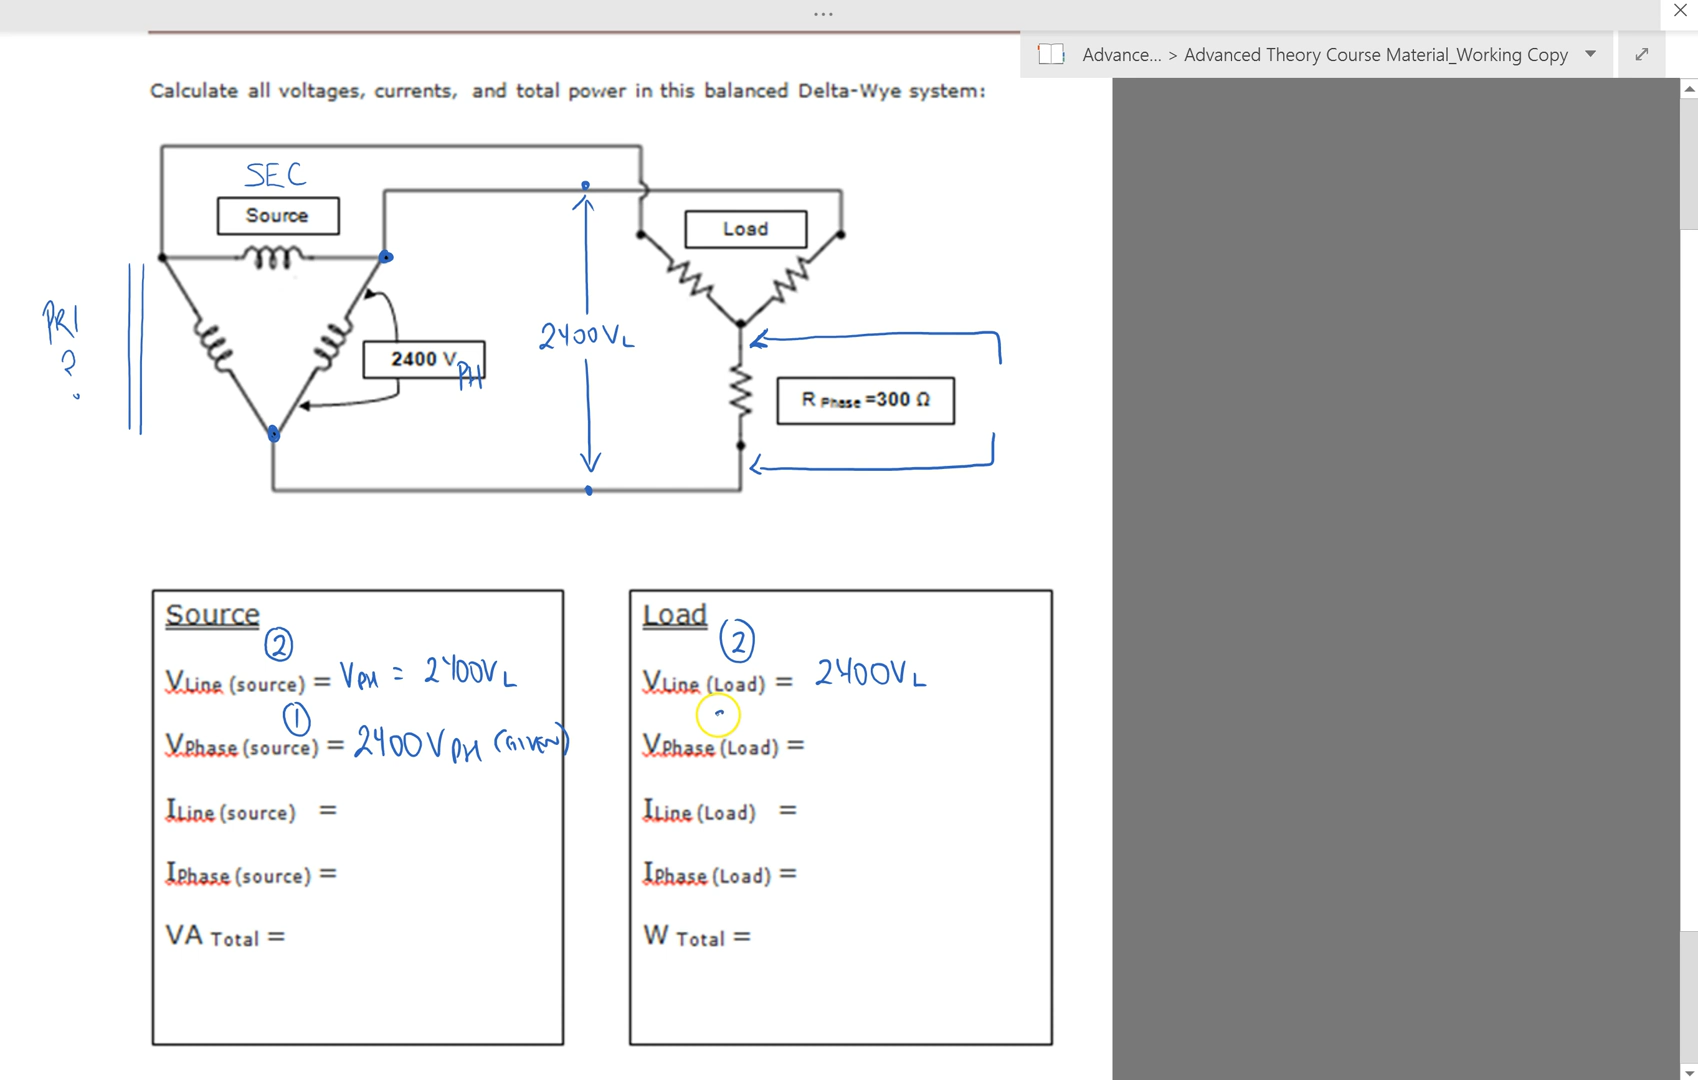 ...
Advance... > Advanced Theory Course Material_Working Copy
Calculate all voltages, currents, and total power in this balanced Delta-Wye system:
SEC
Source
Load
PRI
?
2400 V PH
2400VL
R Phase =300 Ω
Source
②
VLine (source) = VPH = 2400VL
①
VPhase (source) = 2400VPH (GIVEN)
ILine (source) =
IPhase (source) =
VA Total =
Load
②
VLine (Load) = 2400VL
VPhase (Load) =
ILine (Load) =
IPhase (Load) =
W Total =